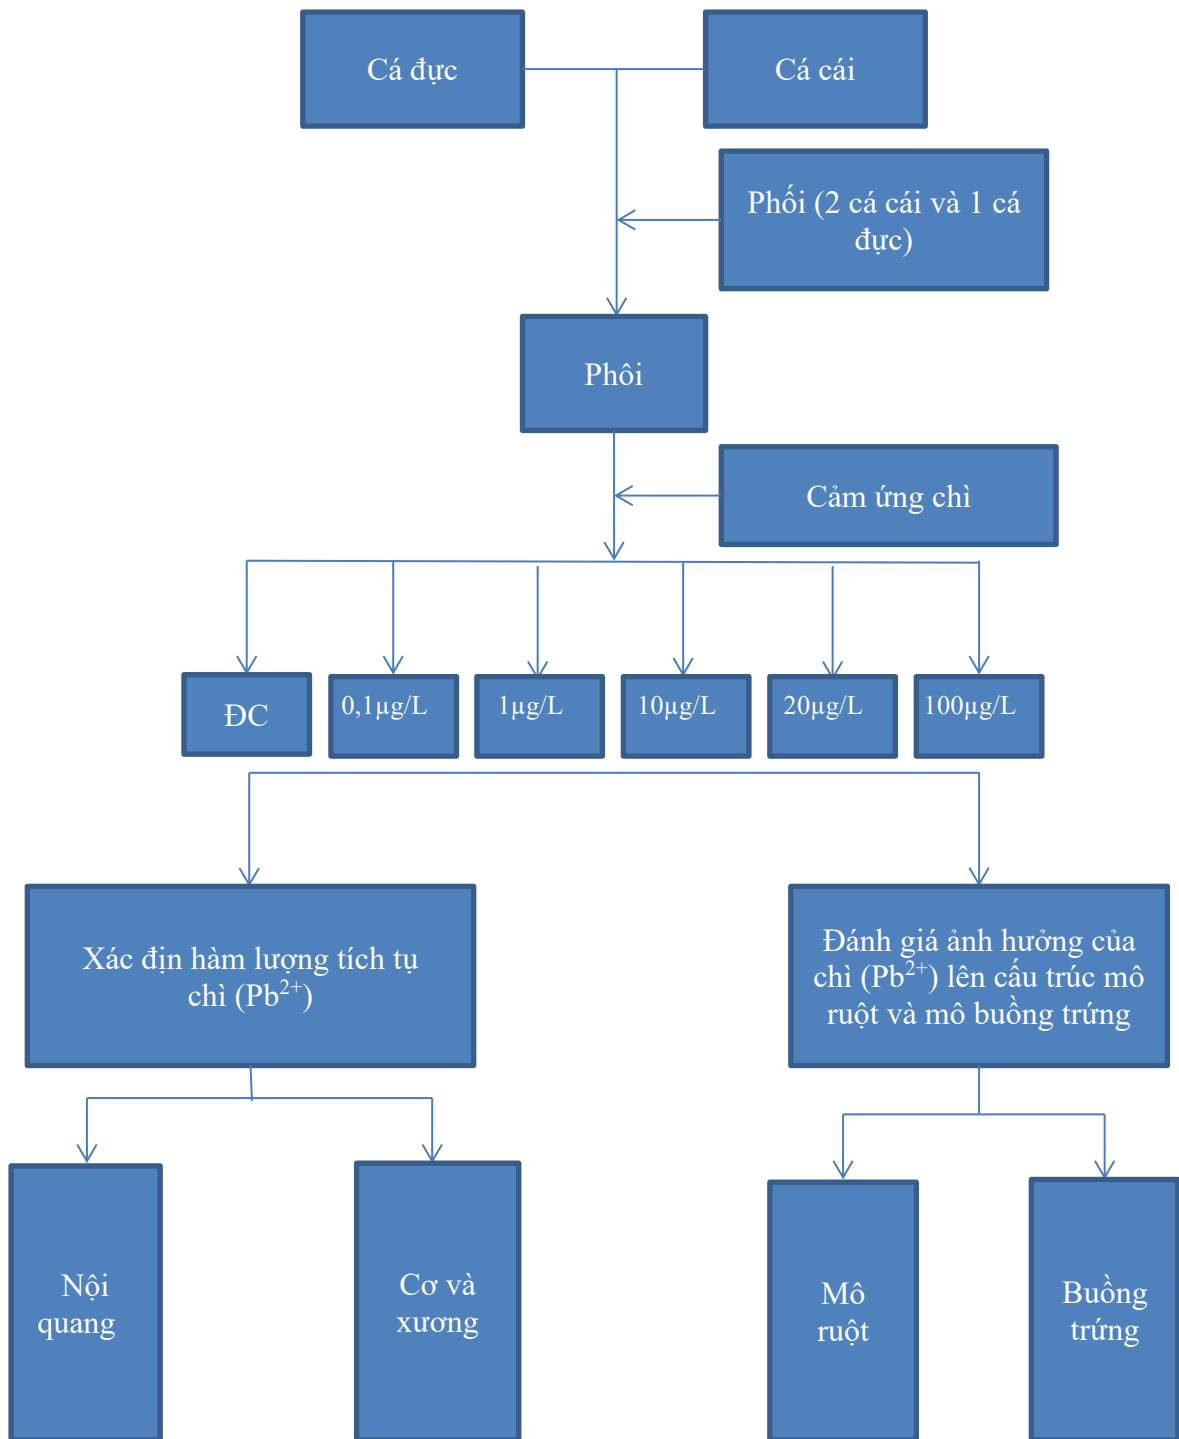 Cá đực
Cá cái
Phối (2 cá cái và 1 cá
đực)
Phôi
Cảm ứng chì
ĐC
0,1µg/L
1µg/L
10µg/L
20µg/L
100µg/L
Xác địn hàm lượng tích tụ
chì (Pb²⁺)
Đánh giá ảnh hưởng của
chì (Pb²⁺) lên cấu trúc mô
ruột và mô buồng trứng
Nội
quang
Cơ và
xương
Mô
ruột
Buồng
trứng